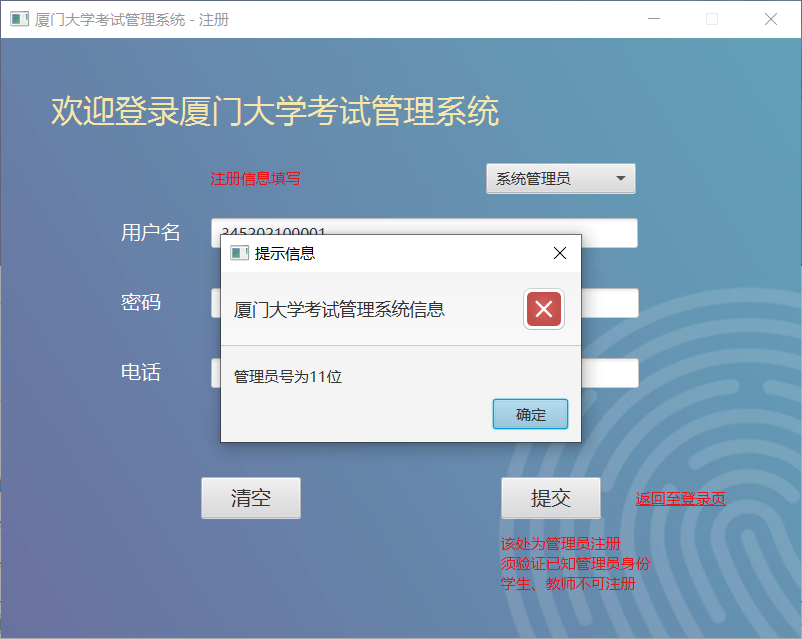 厦门大学考试管理系统 - 注册
欢迎登录厦门大学考试管理系统
注册信息填写
系统管理员
用户名
345202100001
提示信息
厦门大学考试管理系统信息
密码
电话
管理员号为11位
确定
清空
提交
返回至登录页
该处为管理员注册
须验证已知管理员身份
学生、教师不可注册